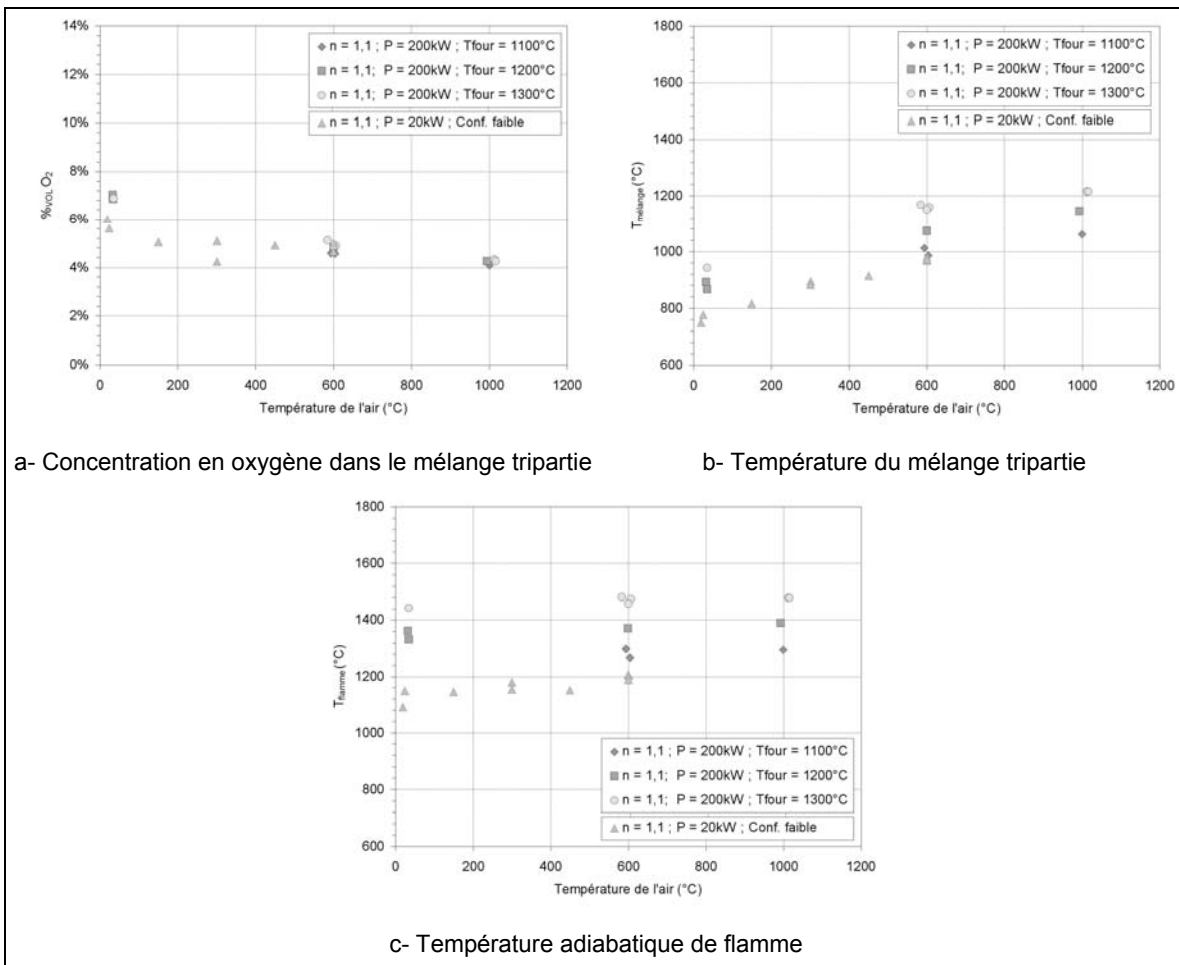 14%
12%
10%
8%
6%
4%
2%
0%
%VOL O2
0 200 400 600 800 1000 1200
Température de l'air (°C)
n = 1,1 ; P = 200kW ; Tfour = 1100°C
n = 1,1; P = 200kW ; Tfour = 1200°C
n = 1,1; P = 200kW ; Tfour = 1300°C
n = 1,1 ; P = 20kW ; Conf. faible
a- Concentration en oxygène dans le mélange tripartie
1800
1600
1400
1200
1000
800
600
Tmélange (°C)
0 200 400 600 800 1000 1200
Température de l'air (°C)
n = 1,1 ; P = 200kW ; Tfour = 1100°C
n = 1,1; P = 200kW ; Tfour = 1200°C
n = 1,1; P = 200kW ; Tfour = 1300°C
n = 1,1 ; P = 20kW ; Conf. faible
b- Température du mélange tripartie
1800
1600
1400
1200
1000
800
600
Tflamme (°C)
0 200 400 600 800 1000 1200
Température de l'air (°C)
n = 1,1 ; P = 200kW ; Tfour = 1100°C
n = 1,1; P = 200kW ; Tfour = 1200°C
n = 1,1; P = 200kW ; Tfour = 1300°C
n = 1,1 ; P = 20kW ; Conf. faible
c- Température adiabatique de flamme